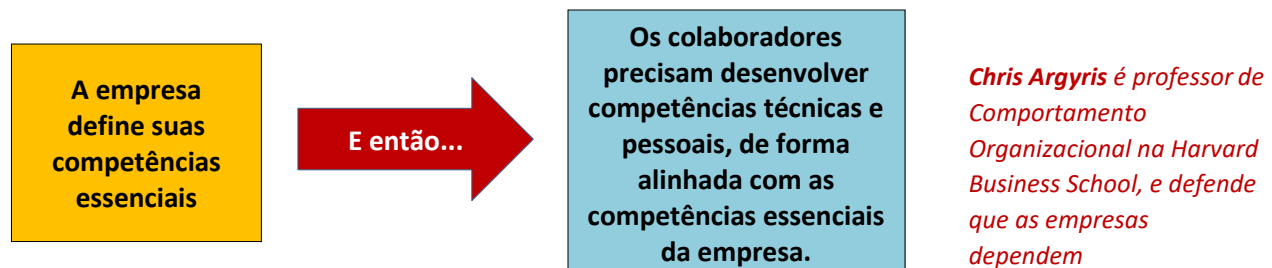 A empresa
define suas
competências
essenciais
E então...
Os colaboradores
precisam desenvolver
competências técnicas e
pessoais, de forma
alinhada com as
competências essenciais
da empresa.
Chris Argyris é professor de
Comportamento
Organizacional na Harvard
Business School, e defende
que as empresas
dependem